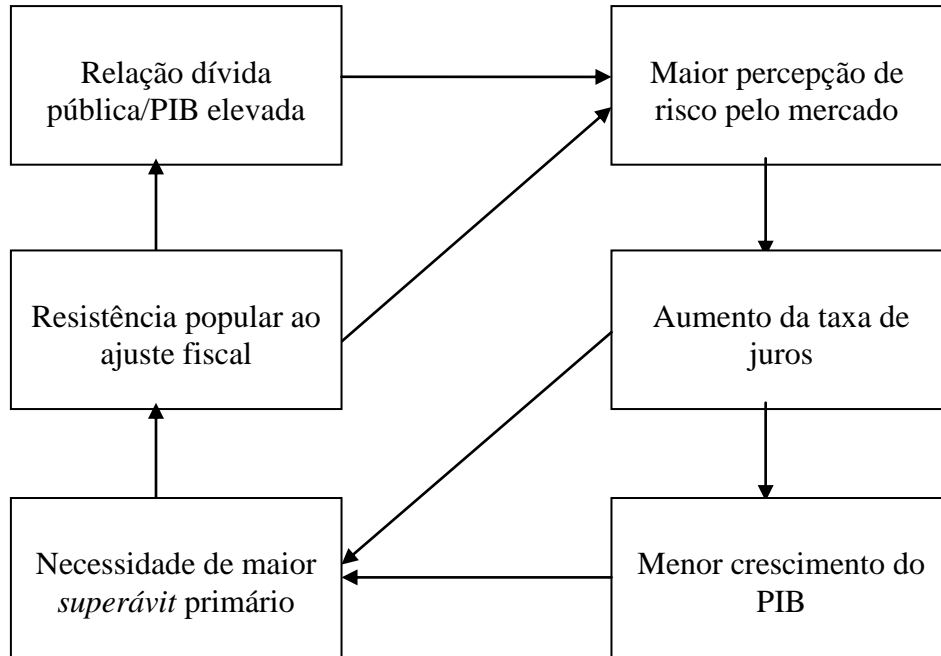 Relação dívida
pública/PIB elevada
Maior percepção de
risco pelo mercado
Resistência popular ao
ajuste fiscal
Aumento da taxa de
juros
Necessidade de maior
superávit primário
Menor crescimento do
PIB